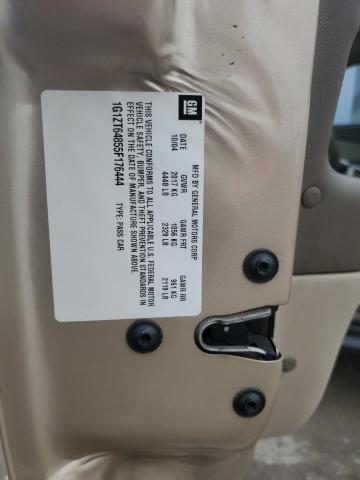 GM
MFD BY GENERAL MOTORS CORP
DATE GVWR GAWR FRT GAWR RR
10/04 2017 KG 1056 KG 961 KG
4448 LB 2329 LB 2119 LB
THIS VEHICLE CONFORMS TO ALL APPLICABLE U.S. FEDERAL MOTOR
VEHICLE SAFETY, BUMPER, AND THEFT PREVENTION STANDARDS IN
EFFECT ON THE DATE OF MANUFACTURE SHOWN ABOVE.
1G1ZT64855F176444 TYPE: PASS CAR